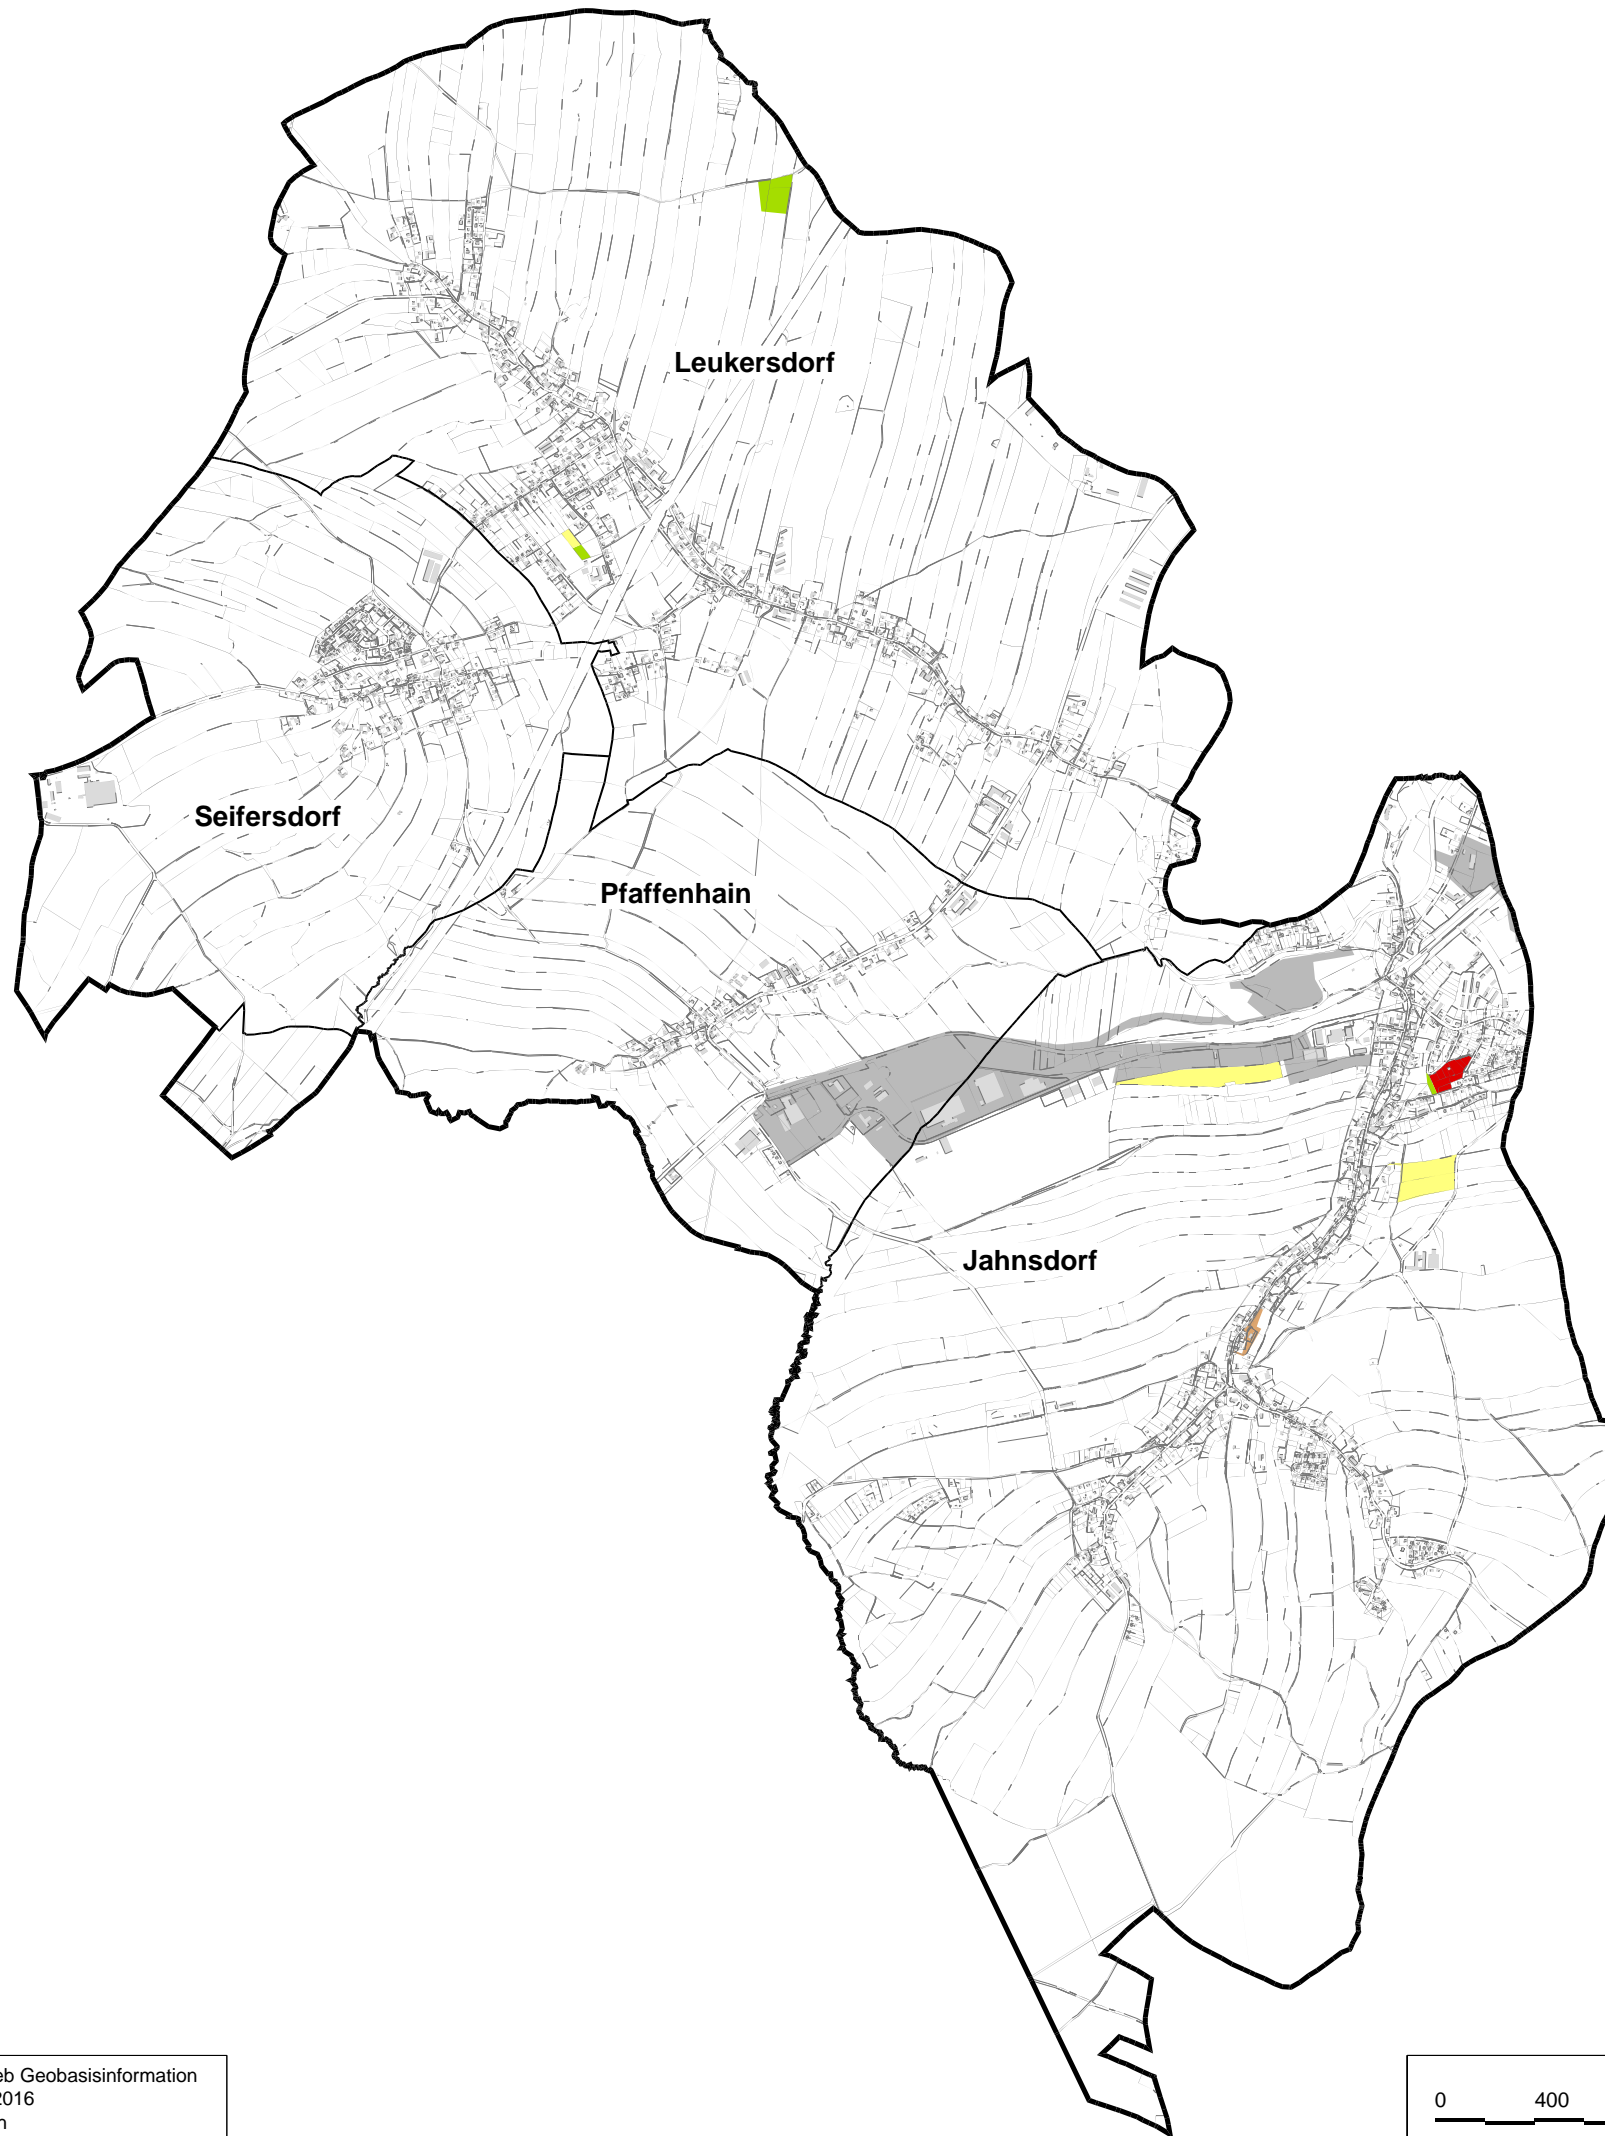 Leukersdorf
Seifersdorf
Pfaffenhain
Jahnsdorf
eb Geobasisinformation
2016
n
0 400